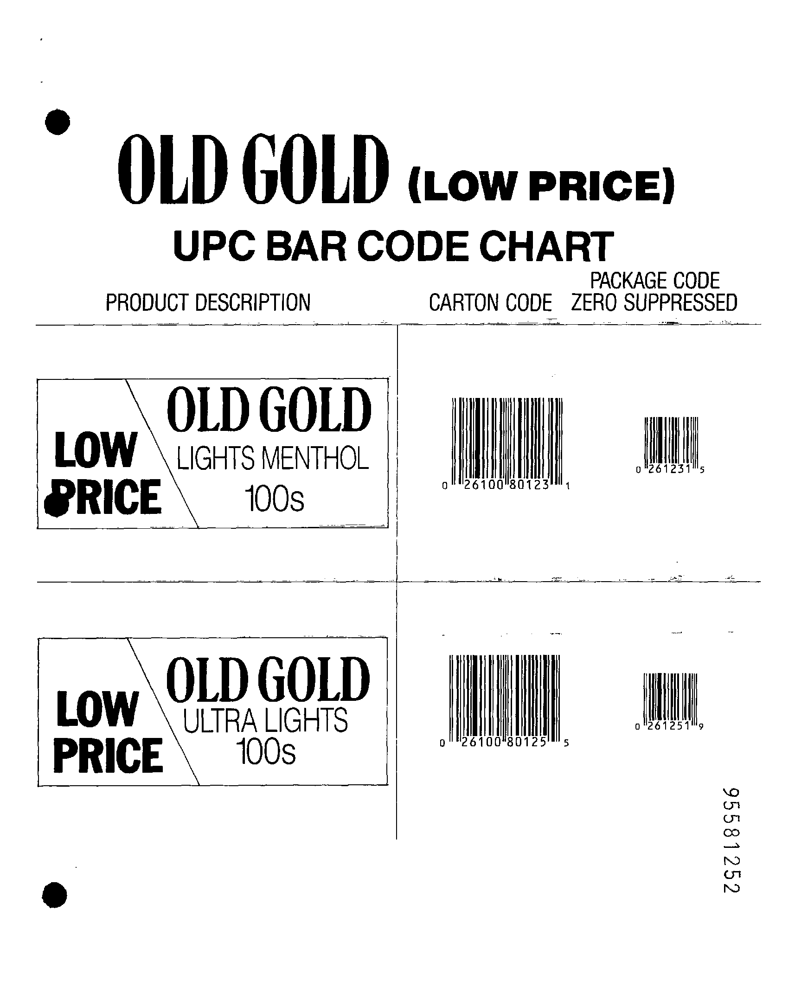 OLD GOLD (LOW PRICE)
UPC BAR CODE CHART
PRODUCT DESCRIPTION CARTON CODE PACKAGE CODE
ZERO SUPPRESSED
LOW
PRICE
OLD GOLD
LIGHTS MENTHOL
100s
0 26100 80123 1
0 261231 5
LOW
PRICE
OLD GOLD
ULTRA LIGHTS
100s
0 26100 80125 5
0 261251 9
95581252